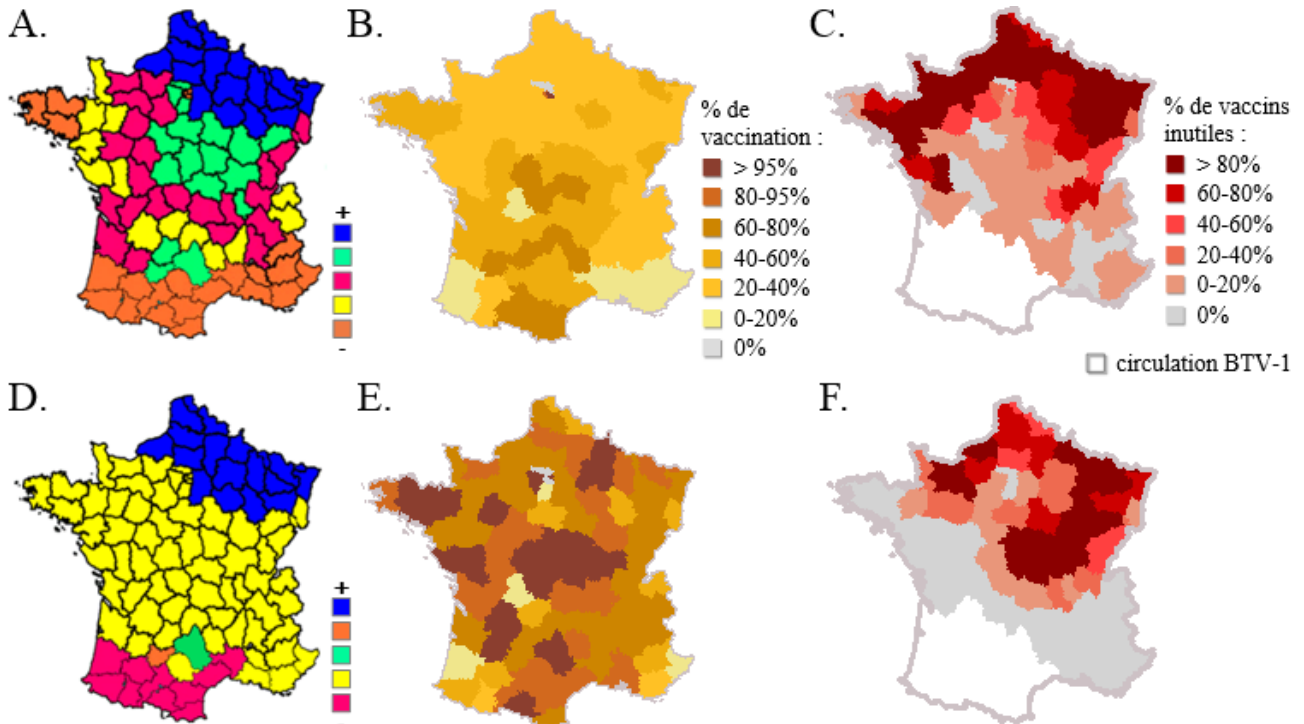 A.
B.
C.
% de
vaccination :
> 95%
80-95%
60-80%
40-60%
20-40%
0-20%
0%
% de vaccins
inutiles :
> 80%
60-80%
40-60%
20-40%
0-20%
0%
+
-
circulation BTV-1
D.
E.
F.
+
-